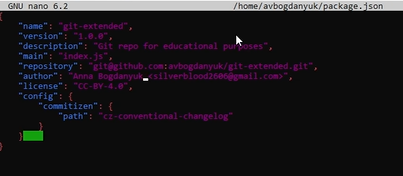 GNU nano 6.2 /home/avbogdanyuk/package.json
{
"name": "git-extended",
"version": "1.0.0",
"description": "Git repo for educational purposes",
"main": "index.js",
"repository": "git@github.com:avbogdanyuk/git-extended.git",
"author": "Anna Bogdanyuk <silverblood2606@gmail.com>",
"license": "CC-BY-4.0",
"config": {
"commitizen": {
"path": "cz-conventional-changelog"
}
}
}